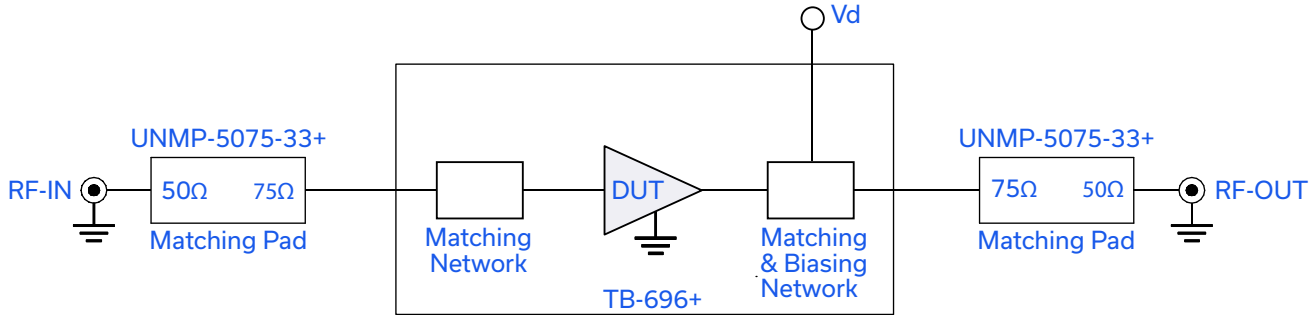 Vd
UNMP-5075-33+
UNMP-5075-33+
RF-IN
50Ω
75Ω
DUT
75Ω
50Ω
RF-OUT
Matching Pad
Matching
Network
Matching
& Biasing
Network
Matching Pad
TB-696+